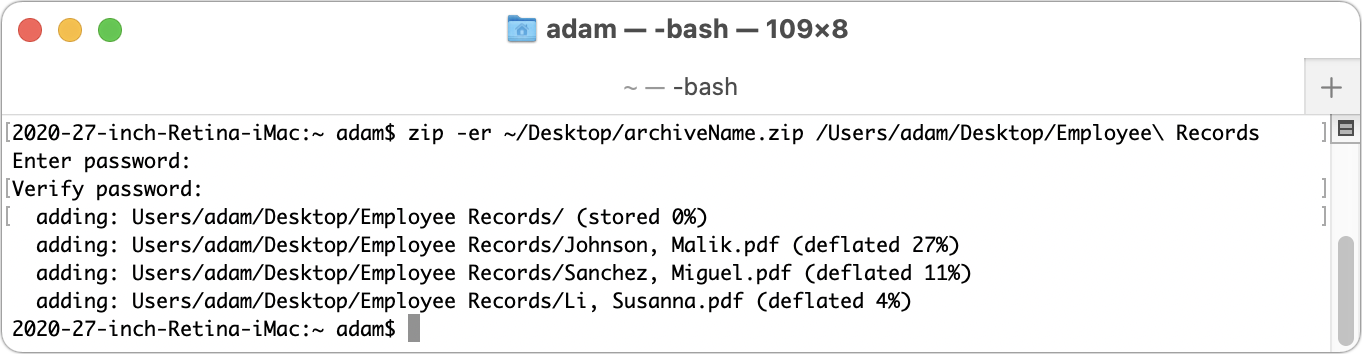 adam — -bash — 109×8
~ — -bash
+
[2020-27-inch-Retina-iMac:~ adam$ zip -er ~/Desktop/archiveName.zip /Users/adam/Desktop/Employee\ Records ]
Enter password:
[Verify password: ]
[  adding: Users/adam/Desktop/Employee Records/ (stored 0%) ]
  adding: Users/adam/Desktop/Employee Records/Johnson, Malik.pdf (deflated 27%)
  adding: Users/adam/Desktop/Employee Records/Sanchez, Miguel.pdf (deflated 11%)
  adding: Users/adam/Desktop/Employee Records/Li, Susanna.pdf (deflated 4%)
2020-27-inch-Retina-iMac:~ adam$